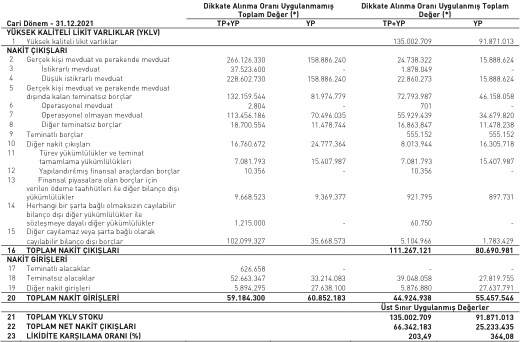 Dikkate Alınma Oranı Uygulanmamış Toplam Değer (*) Dikkate Alınma Oranı Uygulanmış Toplam Değer (*)
Cari Dönem - 31.12.2021 TP+YP YP TP+YP YP
YÜKSEK KALİTELİ LİKİT VARLIKLAR (YKLV)
1 Yüksek kaliteli likit varlıklar 135.002.709 91.871.013
NAKİT ÇIKIŞLARI
2 Gerçek kişi mevduat ve perakende mevduat 266.126.330 158.886.240 24.738.322 15.888.624
3 İstikrarlı mevduat 37.523.600 - 1.878.049 -
4 Düşük istikrarlı mevduat 228.602.730 158.886.240 22.860.273 15.888.624
5 Gerçek kişi mevduat ve perakende mevduat
dışında kalan teminatsız borçlar 132.159.544 81.974.779 72.793.987 46.158.058
6 Operasyonel mevduat 2.804 - 701 -
7 Operasyonel olmayan mevduat 113.456.186 70.496.035 55.929.439 34.679.820
8 Diğer teminatsız borçlar 18.700.554 11.478.744 16.863.847 11.478.238
9 Teminatlı borçlar 555.152 555.152
10 Diğer nakit çıkışları 16.760.672 24.777.364 8.013.944 16.305.718
11 Türev yükümlülükler ve teminat
tamamlama yükümlülükleri 7.081.793 15.407.987 7.081.793 15.407.987
12 Yapılandırılmış finansal araçlardan borçlar 10.356 - 10.356 -
13 Finansal piyasalara olan borçlar için
verilen ödeme taahhütleri ile diğer bilanço dışı
yükümlülükler 9.668.523 9.369.377 921.795 897.731
14 Herhangi bir şarta bağlı olmaksızın cayılabilir
bilanço dışı diğer yükümlülükler ile
sözleşmeye dayalı diğer yükümlülükler 1.215.000 - 60.750 -
15 Diğer cayılamaz veya şarta bağlı olarak
cayılabilir bilanço dışı borçlar 102.099.327 35.668.573 5.104.966 1.783.429
16 TOPLAM NAKİT ÇIKIŞLARI 111.267.121 80.690.981
NAKİT GİRİŞLERİ
17 Teminatlı alacaklar 626.658 - - -
18 Teminatsız alacaklar 52.663.347 33.214.083 39.048.058 27.819.755
19 Diğer nakit girişleri 5.894.295 27.638.100 5.876.880 27.637.791
20 TOPLAM NAKİT GİRİŞLERİ 59.184.300 60.852.183 44.924.938 55.457.546
Üst Sınır Uygulanmış Değerler
21 TOPLAM YKLV STOKU 135.002.709 91.871.013
22 TOPLAM NET NAKİT ÇIKIŞLARI 66.342.183 25.233.435
23 LİKİDİTE KARŞILAMA ORANI (%) 203,49 364,08